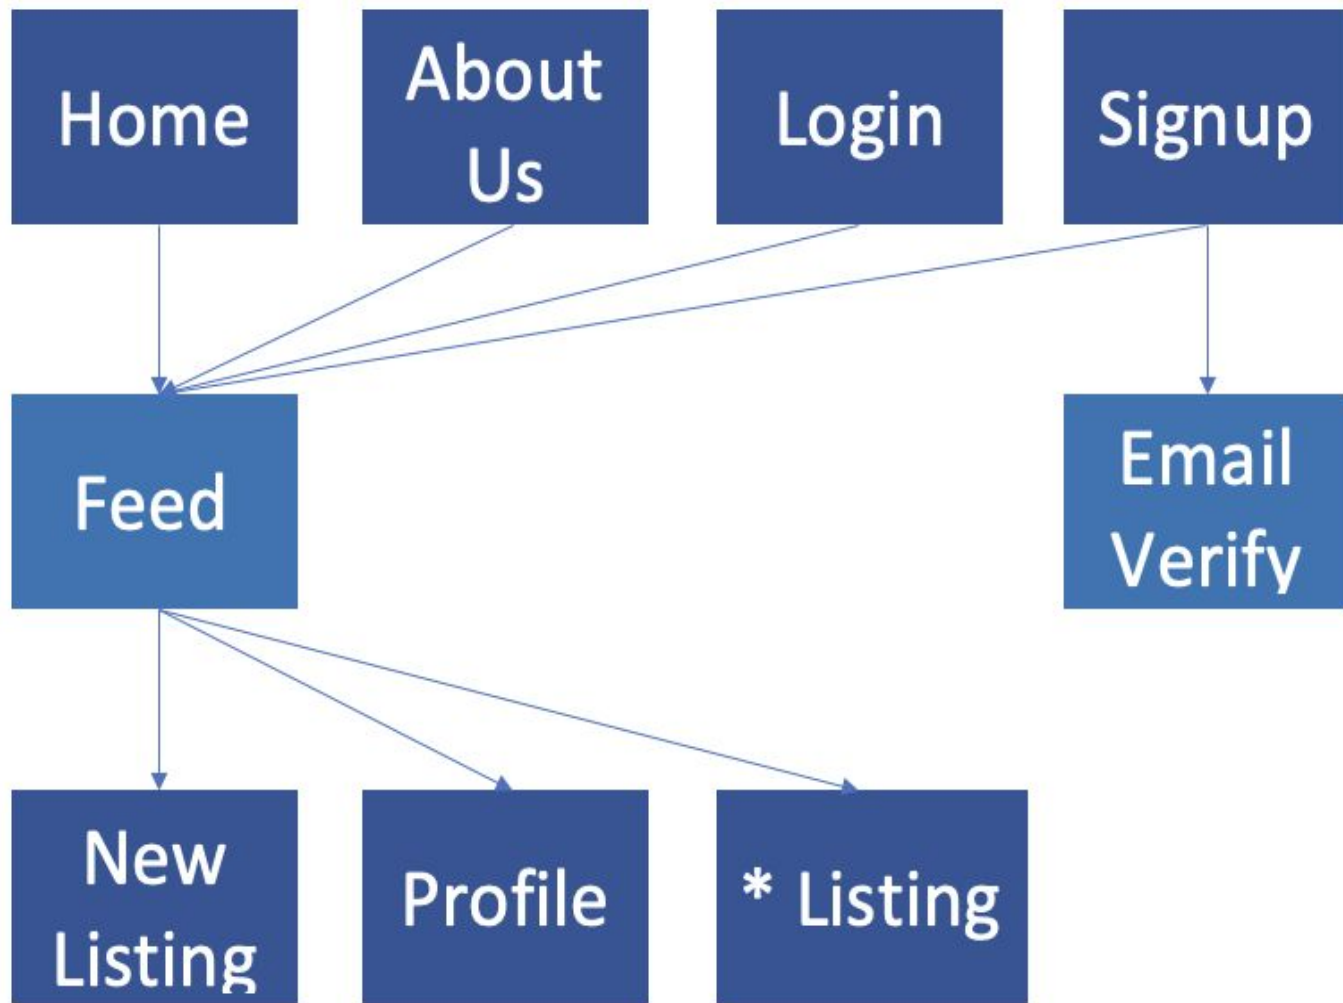 Home
About
Us
Login
Signup
Feed
Email
Verify
New
Listing
Profile
* Listing